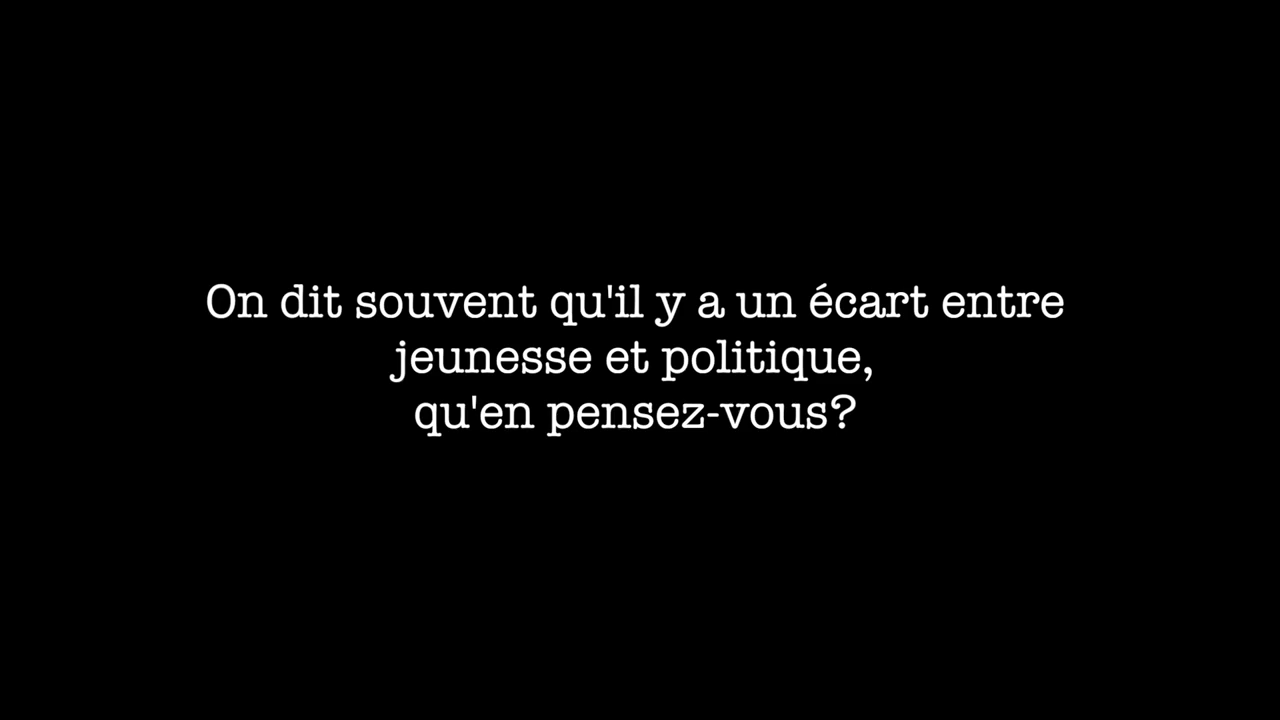 On dit souvent qu'il y a un écart entre
jeunesse et politique,
qu'en pensez-vous?